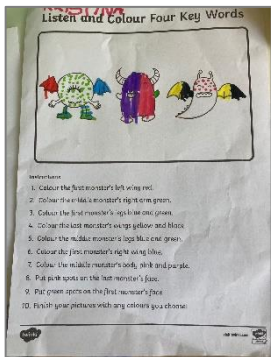 KRISTINA
Listen and Colour Four Key Words
Instructions:
1. Colour the first monster's left wing red.
2. Colour the middle monster's right arm green.
3. Colour the first monster's legs blue and green.
4. Colour the last monster's wings yellow and black.
5. Colour the middle monster's legs blue and green.
6. Colour the first monster's right wing blue.
7. Colour the middle monster's body pink and purple.
8. Put pink spots on the last monster's face.
9. Put green spots on the first monster's face.
10. Finish your pictures with any colours you choose.
twinkl